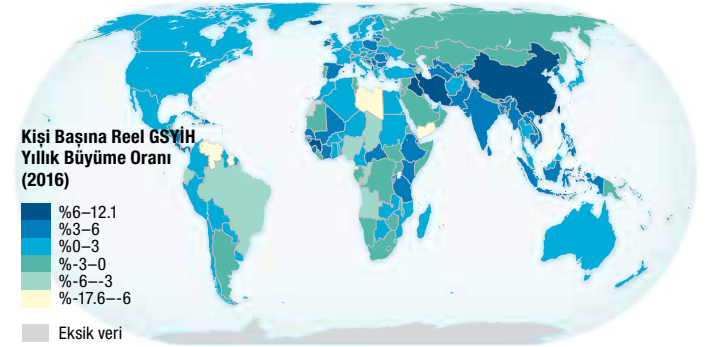 Kişi Başına Reel GSYİH
Yıllık Büyüme Oranı
(2016)
%6–12.1
%3–6
%0–3
%-3–0
%-6–-3
%-17.6–-6
Eksik veri